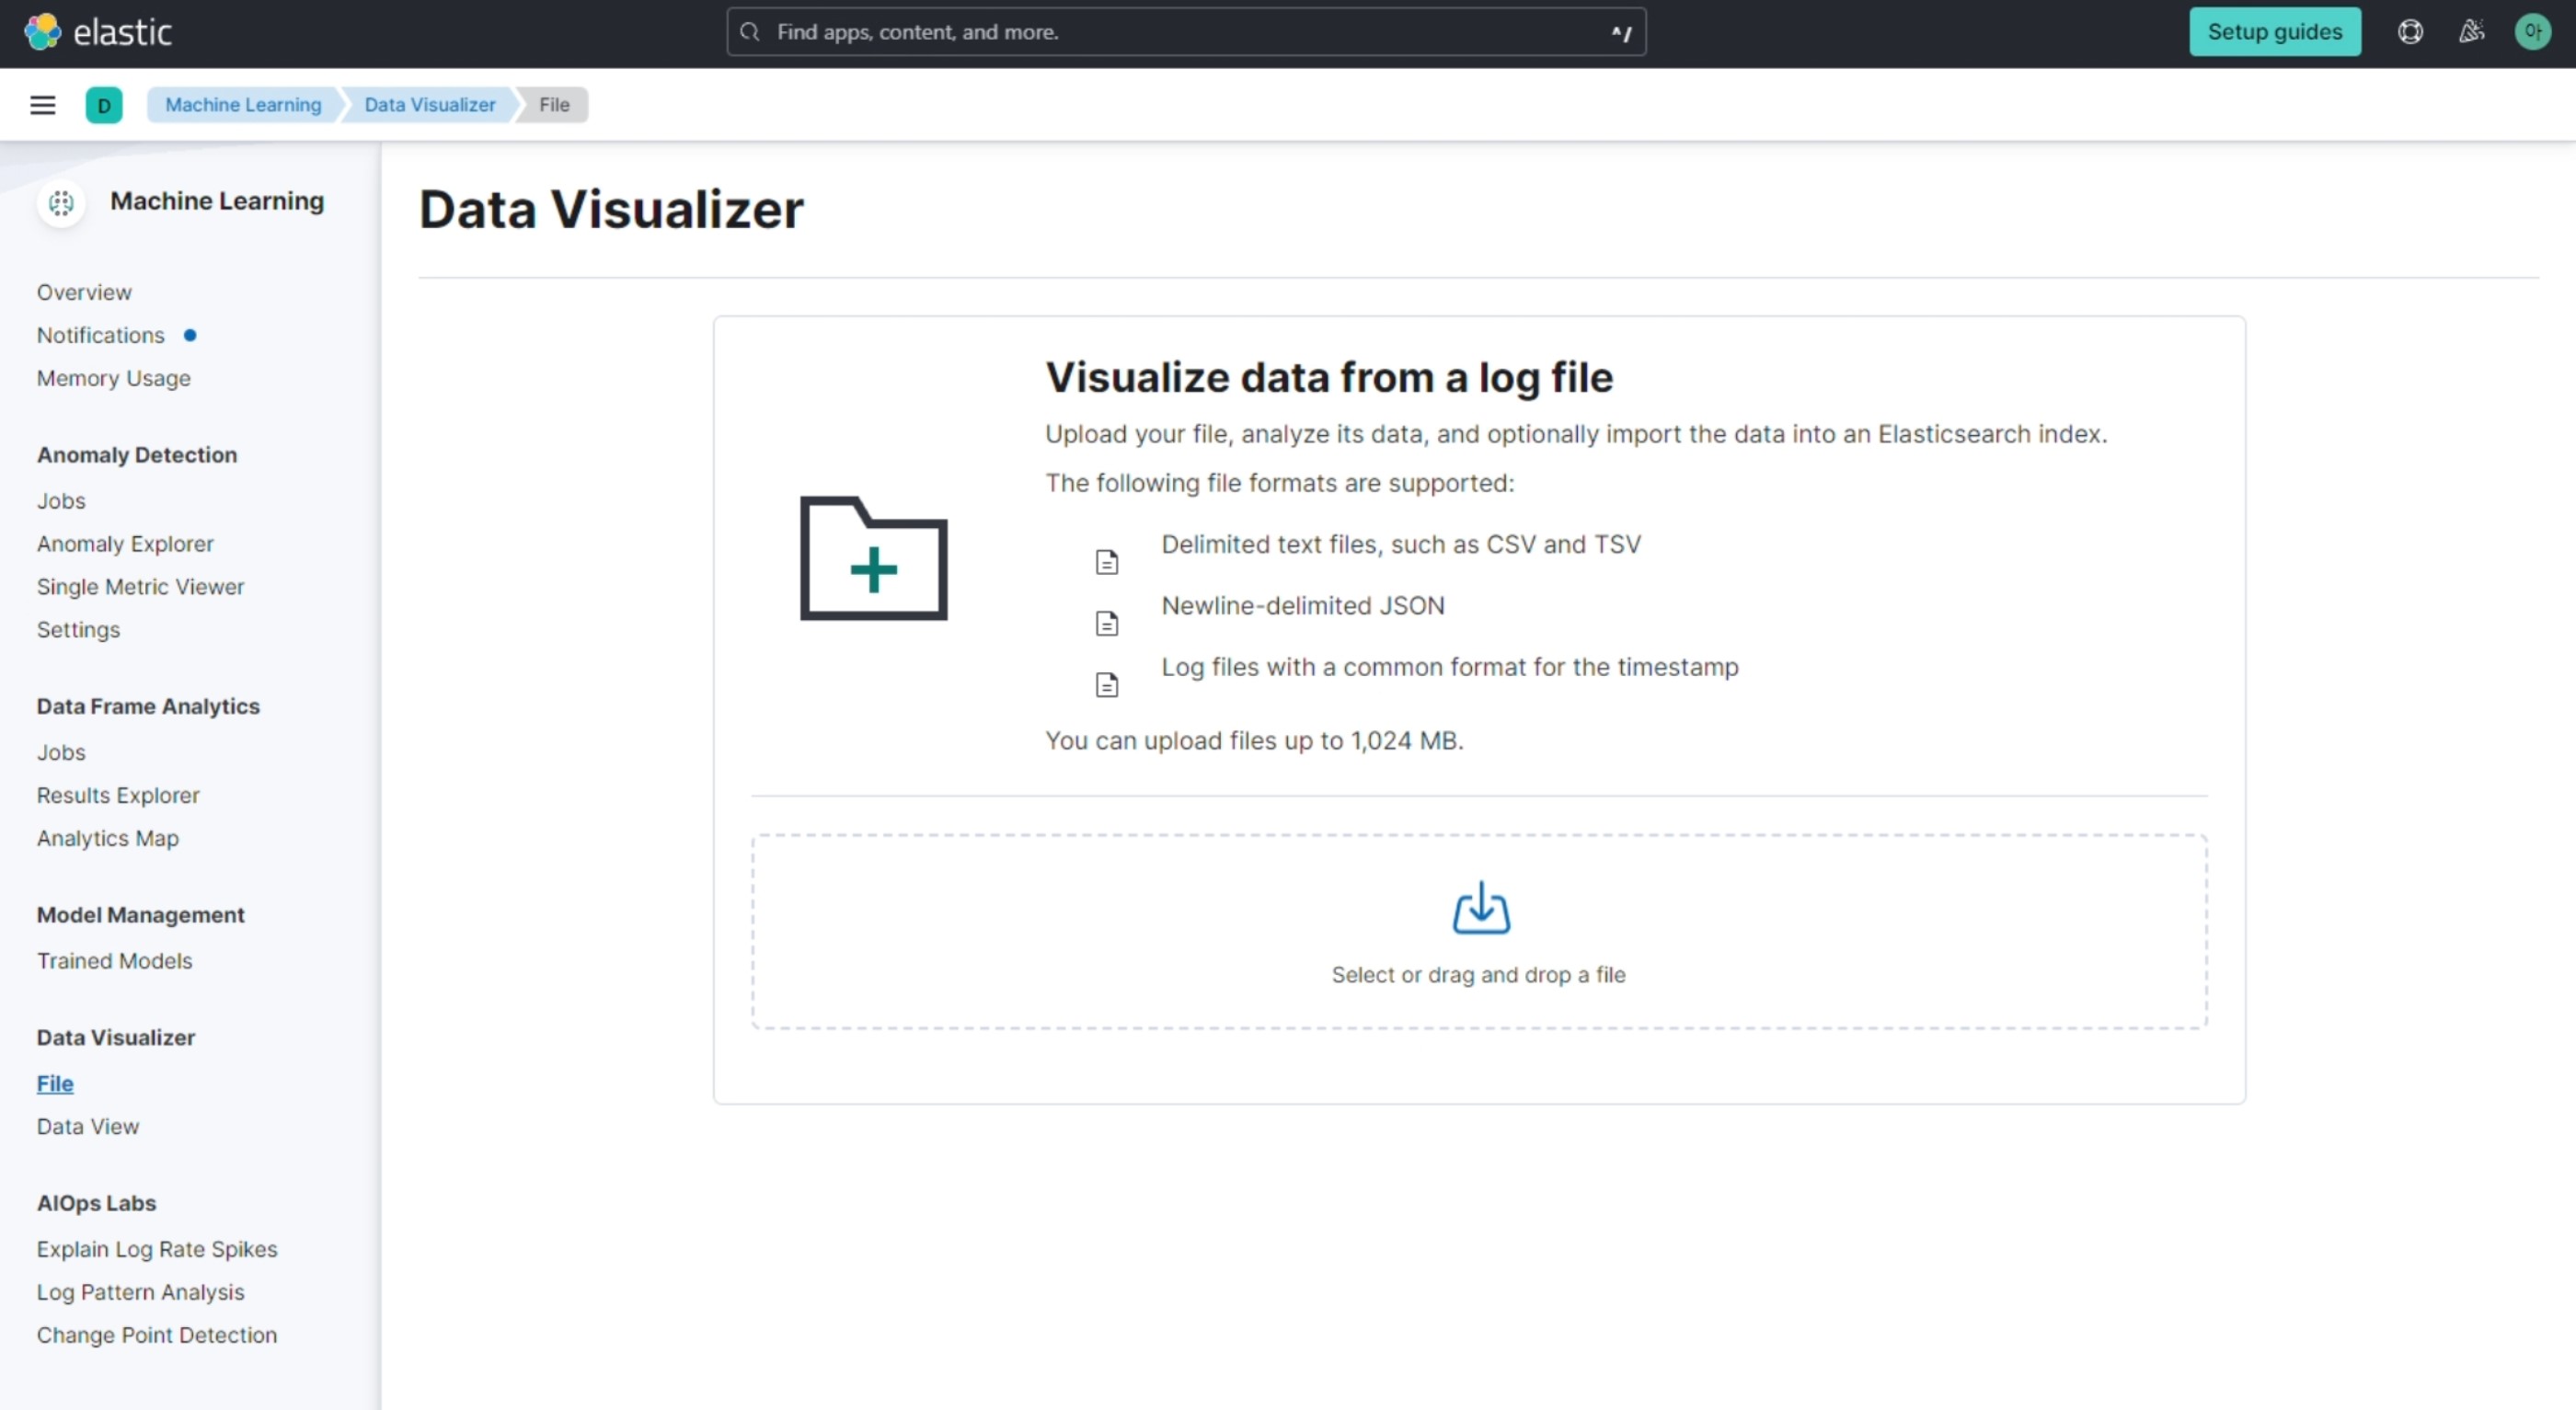 elastic
Find apps, content, and more.
^/
Setup guides
아
D
Machine Learning
Data Visualizer
File
Machine Learning
Overview
Notifications
Memory Usage
Anomaly Detection
Jobs
Anomaly Explorer
Single Metric Viewer
Settings
Data Frame Analytics
Jobs
Results Explorer
Analytics Map
Model Management
Trained Models
Data Visualizer
File
Data View
AIOps Labs
Explain Log Rate Spikes
Log Pattern Analysis
Change Point Detection
Data Visualizer
Visualize data from a log file
Upload your file, analyze its data, and optionally import the data into an Elasticsearch index.
The following file formats are supported:
Delimited text files, such as CSV and TSV
Newline-delimited JSON
Log files with a common format for the timestamp
You can upload files up to 1,024 MB.
Select or drag and drop a file